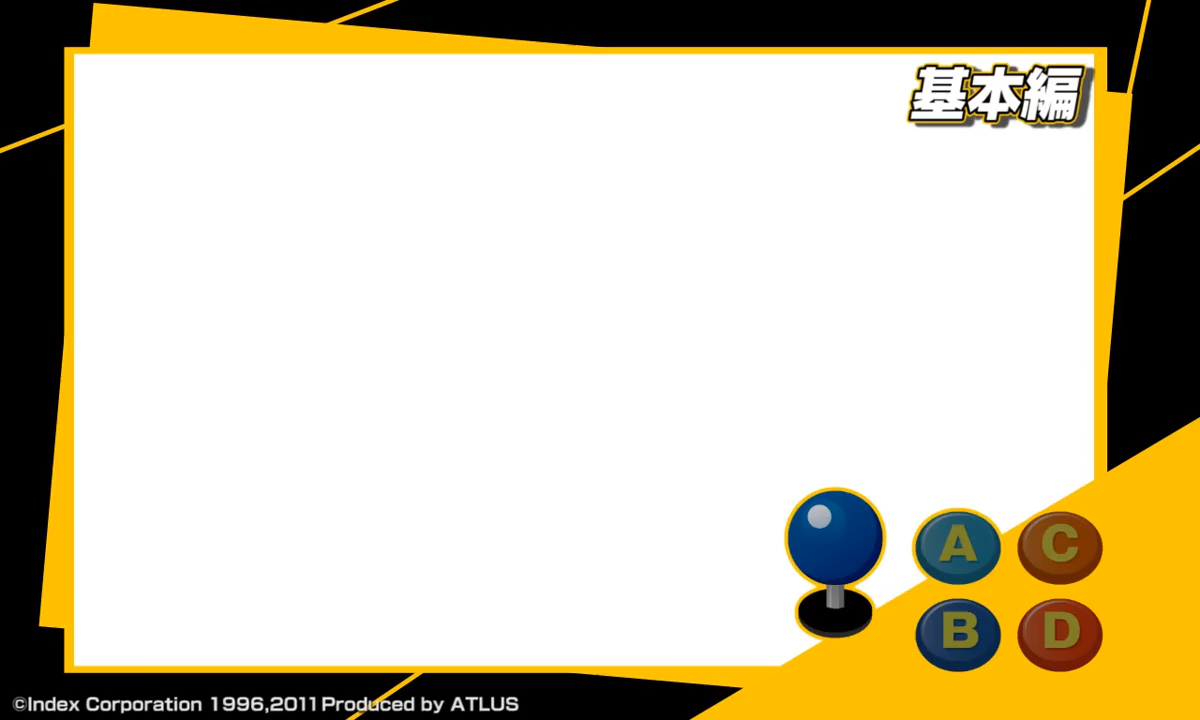 基本編
A C
B D
©Index Corporation 1996,2011 Produced by ATLUS